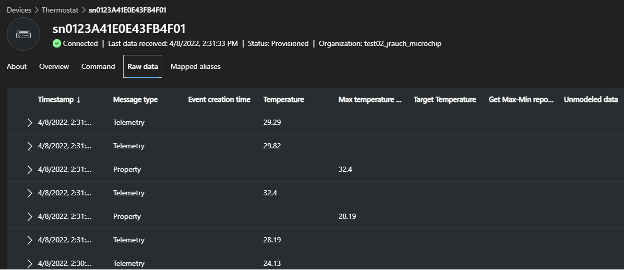 Devices > Thermostat > sn0123A41E0E43FB4F01
sn0123A41E0E43FB4F01
Connected | Last data received: 4/8/2022, 2:31:33 PM | Status: Provisioned | Organization: test02_jrauch_microchip
About Overview Command Raw data Mapped aliases
Timestamp ↓ Message type Event creation time Temperature Max temperature ... Target Temperature Get Max-Min repo... Unmodeled data
> 4/8/2022, 2:31:... Telemetry 29.29
> 4/8/2022, 2:31:... Telemetry 29.82
> 4/8/2022, 2:31:... Property 32.4
> 4/8/2022, 2:31:... Telemetry 32.4
> 4/8/2022, 2:31:... Property 28.19
> 4/8/2022, 2:31:... Telemetry 28.19
> 4/8/2022, 2:30:... Telemetry 24.13